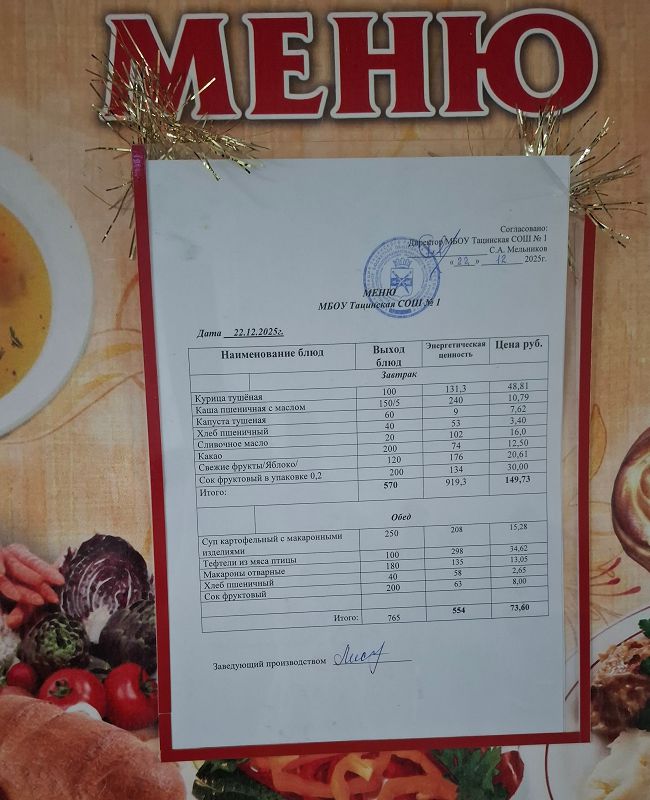 МЕНЮ
Согласовано:
Директор МБОУ Тацинская СОШ № 1
С.А. Мельников
« 22 » 12 2025г.
МЕНЮ
МБОУ Тацинская СОШ № 1
Дата 22.12.2025г.
Наименование блюд Выход блюд Энергетическая ценность Цена руб.
Завтрак
Курица тушёная 100 131,3 48,81
Каша пшеничная с маслом 150/5 240 10,79
Капуста тушеная 60 9 7,62
Хлеб пшеничный 40 53 3,40
Сливочное масло 20 102 16,0
Какао 200 74 12,50
Свежие фрукты/Яблоко/ 120 176 20,61
Сок фруктовый в упаковке 0,2 200 134 30,00
Итого: 570 919,3 149,73
Обед
Суп картофельный с макаронными изделиями 250 208 15,28
Тефтели из мяса птицы 100 298 34,62
Макароны отварные 180 135 13,05
Хлеб пшеничный 40 58 2,65
Сок фруктовый 200 63 8,00
Итого: 765 554 73,60
Заведующий производством